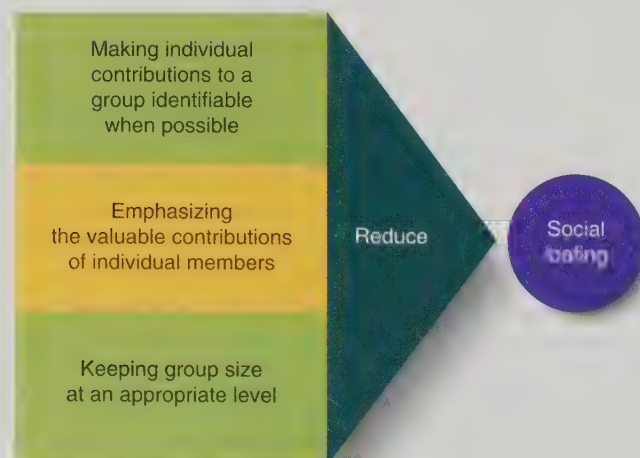 Making individual
contributions to a
group identifiable
when possible
Emphasizing
the valuable contributions
of individual members
Keeping group size
at an appropriate level
Reduce
Social